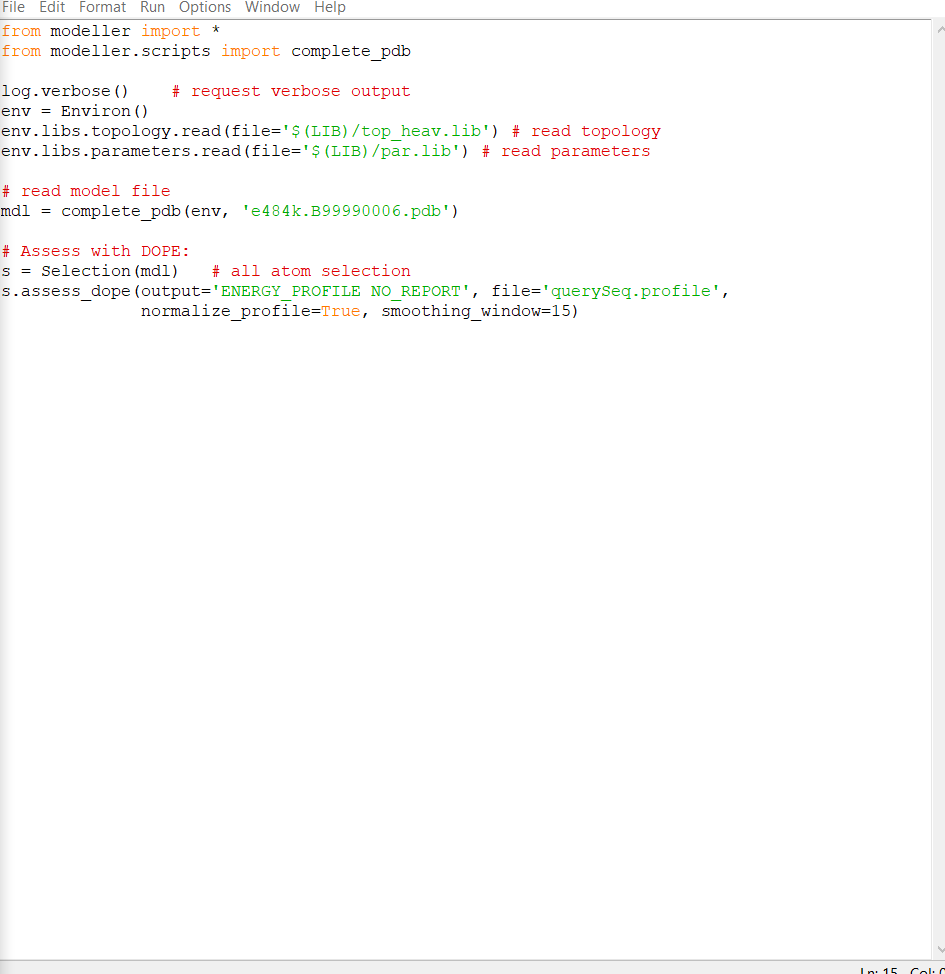 File Edit Format Run Options Window Help
from modeller import *
from modeller.scripts import complete_pdb
log.verbose()    # request verbose output
env = Environ()
env.libs.topology.read(file='$(LIB)/top_heav.lib') # read topology
env.libs.parameters.read(file='$(LIB)/par.lib') # read parameters
# read model file
mdl = complete_pdb(env, 'e484k.B99990006.pdb')
# Assess with DOPE:
s = Selection(mdl)   # all atom selection
s.assess_dope(output='ENERGY_PROFILE NO_REPORT', file='querySeq.profile',
              normalize_profile=True, smoothing_window=15)
Ln: 15 Col: 0